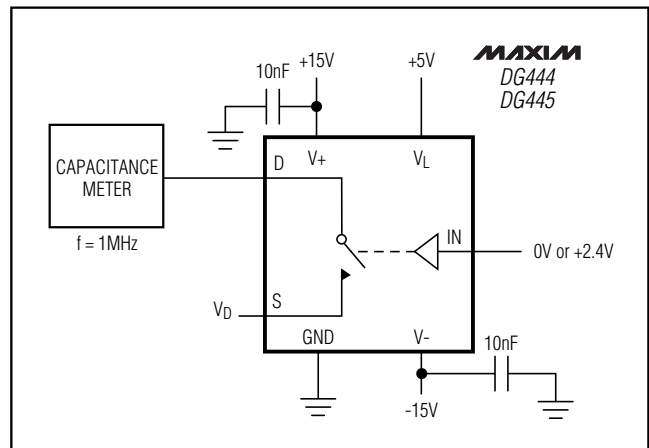 MAXIM
DG444
DG445
+15V
+5V
10nF
CAPACITANCE
METER
f = 1MHz
D
V+
VL
IN
0V or +2.4V
VD
S
GND
V-
10nF
-15V